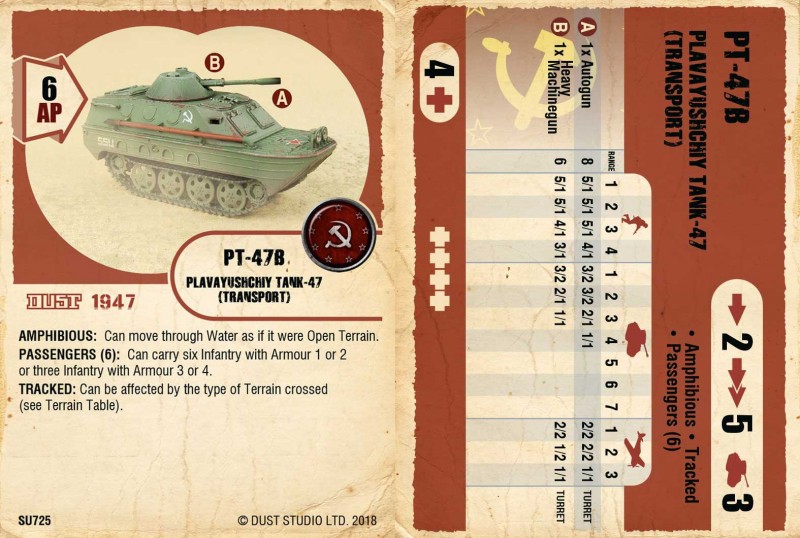 6
AP
B
A
PT-47B
PLAVAYUSHCHIY TANK-47
(TRANSPORT)
DUST 1947
AMPHIBIOUS: Can move through Water as if it were Open Terrain.
PASSENGERS (6): Can carry six Infantry with Armour 1 or 2
or three Infantry with Armour 3 or 4.
TRACKED: Can be affected by the type of Terrain crossed
(see Terrain Table).
SU725
© DUST STUDIO LTD. 2018
PT-47B
PLAVAYUSHCHIY TANK-47
(TRANSPORT)
2 5 3
• Amphibious • Tracked
• Passengers (6)
RANGE 1 2 3 4 1 2 3 4 5 6 7 1 2 3
A 1x Autogun 8 5/1 5/1 5/1 4/1 3/2 3/2 2/1 1/1 2/2 2/2 1/1 TURRET
B 1x Heavy Machinegun 6 5/1 5/1 4/1 3/1 3/2 2/1 1/1 2/2 1/2 1/1 TURRET
4